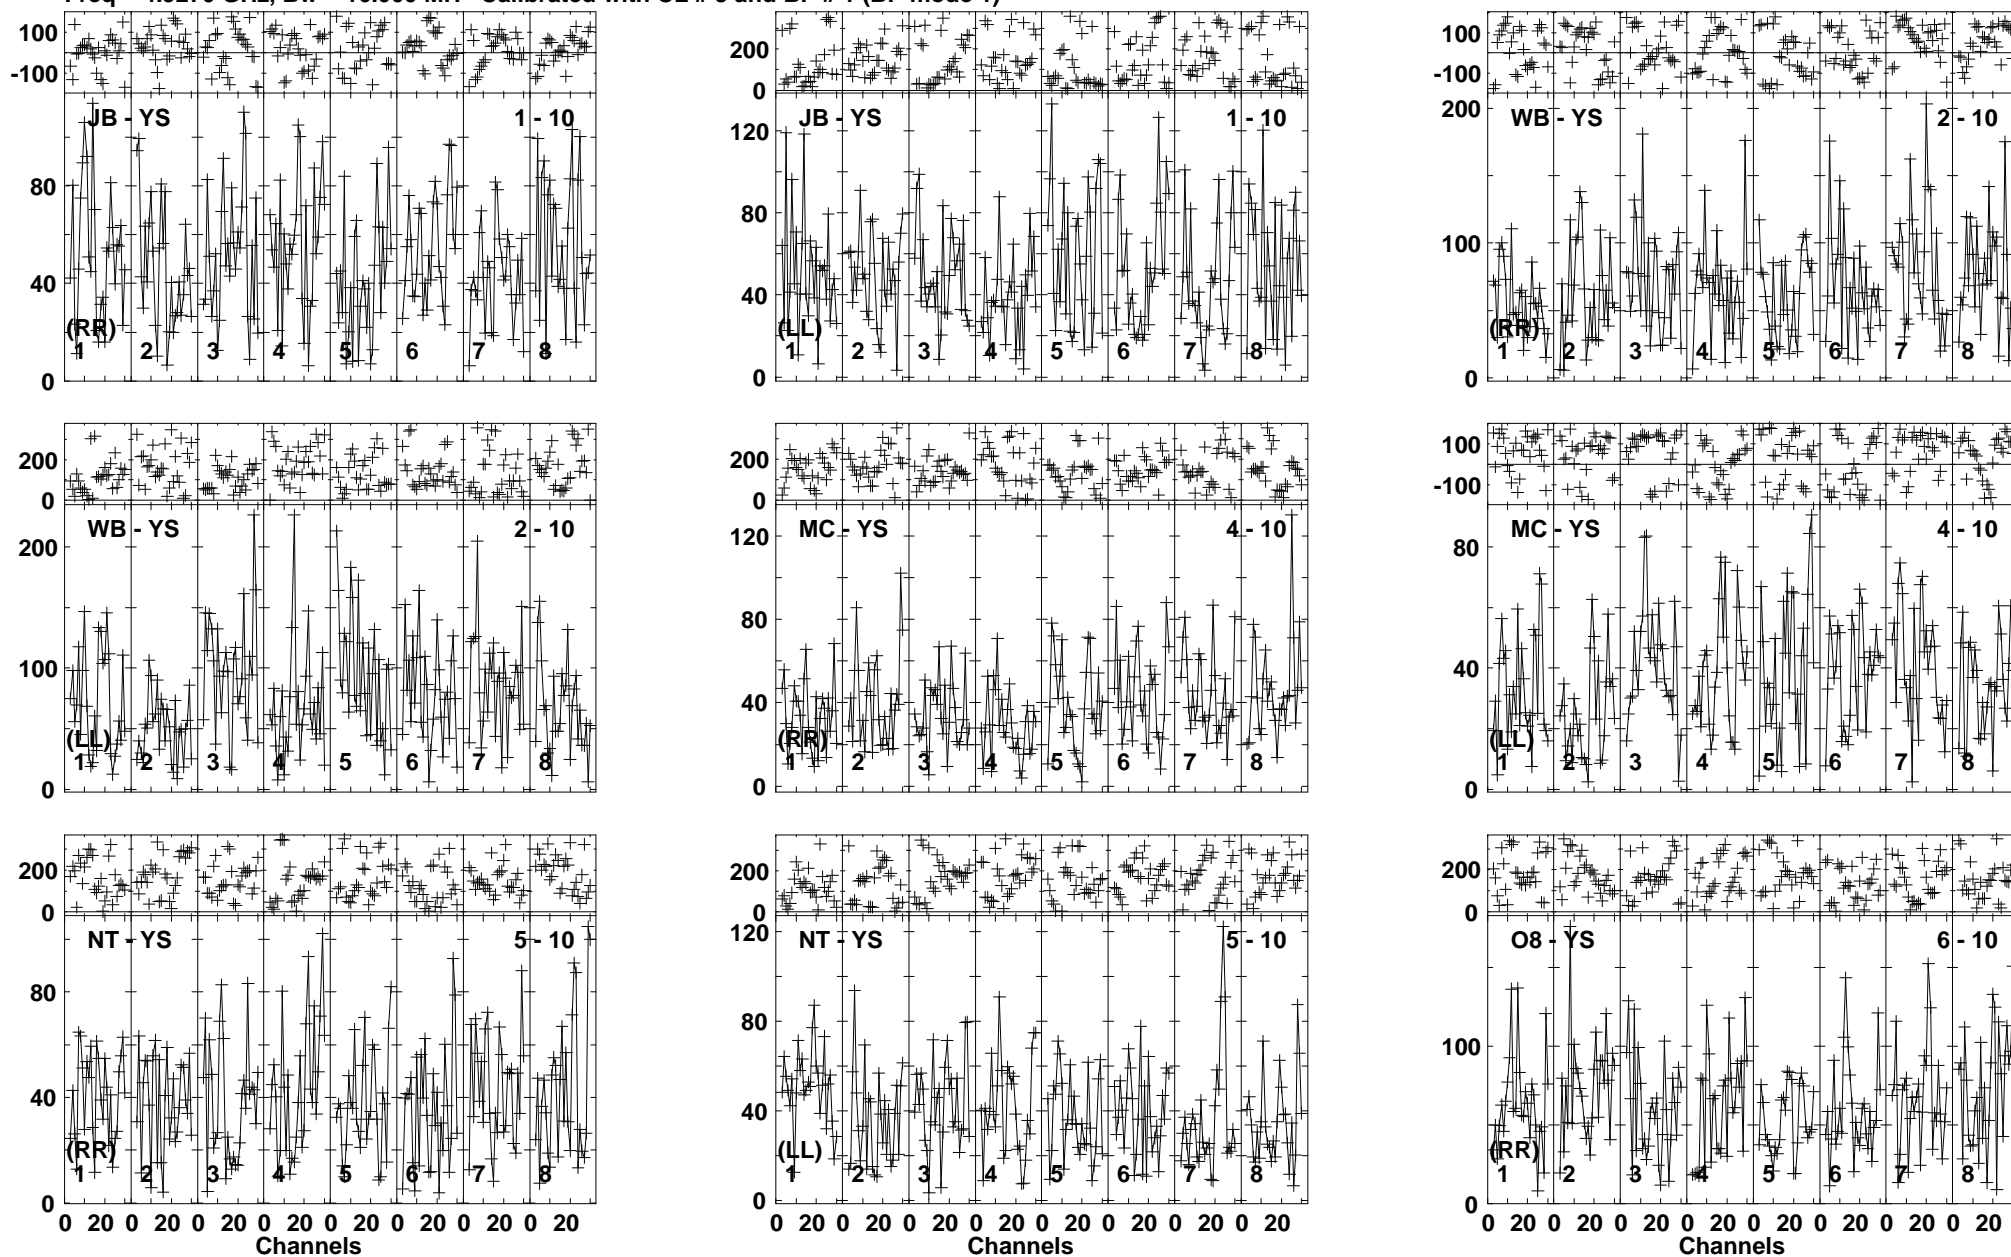 100 -100 JB - YS 1 - 10 80 40 0 (RR) 1 2 3 4 5 6 7 8
200 0 JB - YS 1 - 10 120 80 40 0 (LL) 1 2 3 4 5 6 7 8
100 -100 200 WB - YS 2 - 10 100 0 (RR) 1 2 3 4 5 6 7 8
200 0 WB - YS 2 - 10 200 100 0 (LL) 1 2 3 4 5 6 7 8
200 0 MC - YS 4 - 10 120 80 40 0 (RR) 1 2 3 4 5 6 7 8
100 -100 MC - YS 4 - 10 80 40 0 (LL) 1 2 3 4 5 6 7 8
200 0 NT - YS 5 - 10 80 40 0 (RR) 1 2 3 4 5 6 7 8
0 20 0 20 0 20 0 20 0 20 0 20 0 20 0 20
Channels
200 0 NT - YS 5 - 10 120 80 40 0 (LL) 1 2 3 4 5 6 7 8
0 20 0 20 0 20 0 20 0 20 0 20 0 20 0 20
Channels
200 0 O8 - YS 6 - 10 100 0 (RR) 1 2 3 4 5 6 7 8
0 20 0 20 0 20 0 20 0 20 0 20 0 20 0 20
Channels